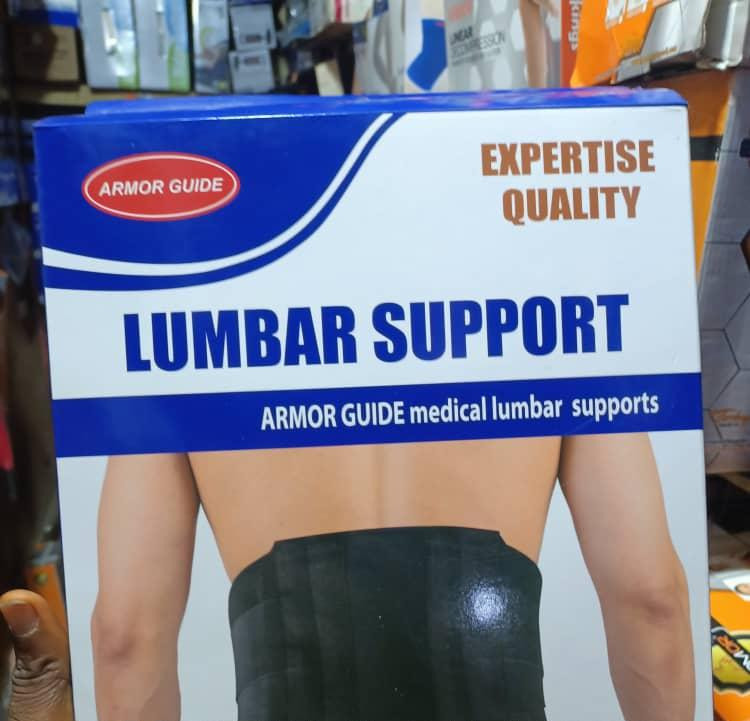 ARMOR GUIDE
EXPERTISE
QUALITY
LUMBAR SUPPORT
ARMOR GUIDE medical lumbar supports